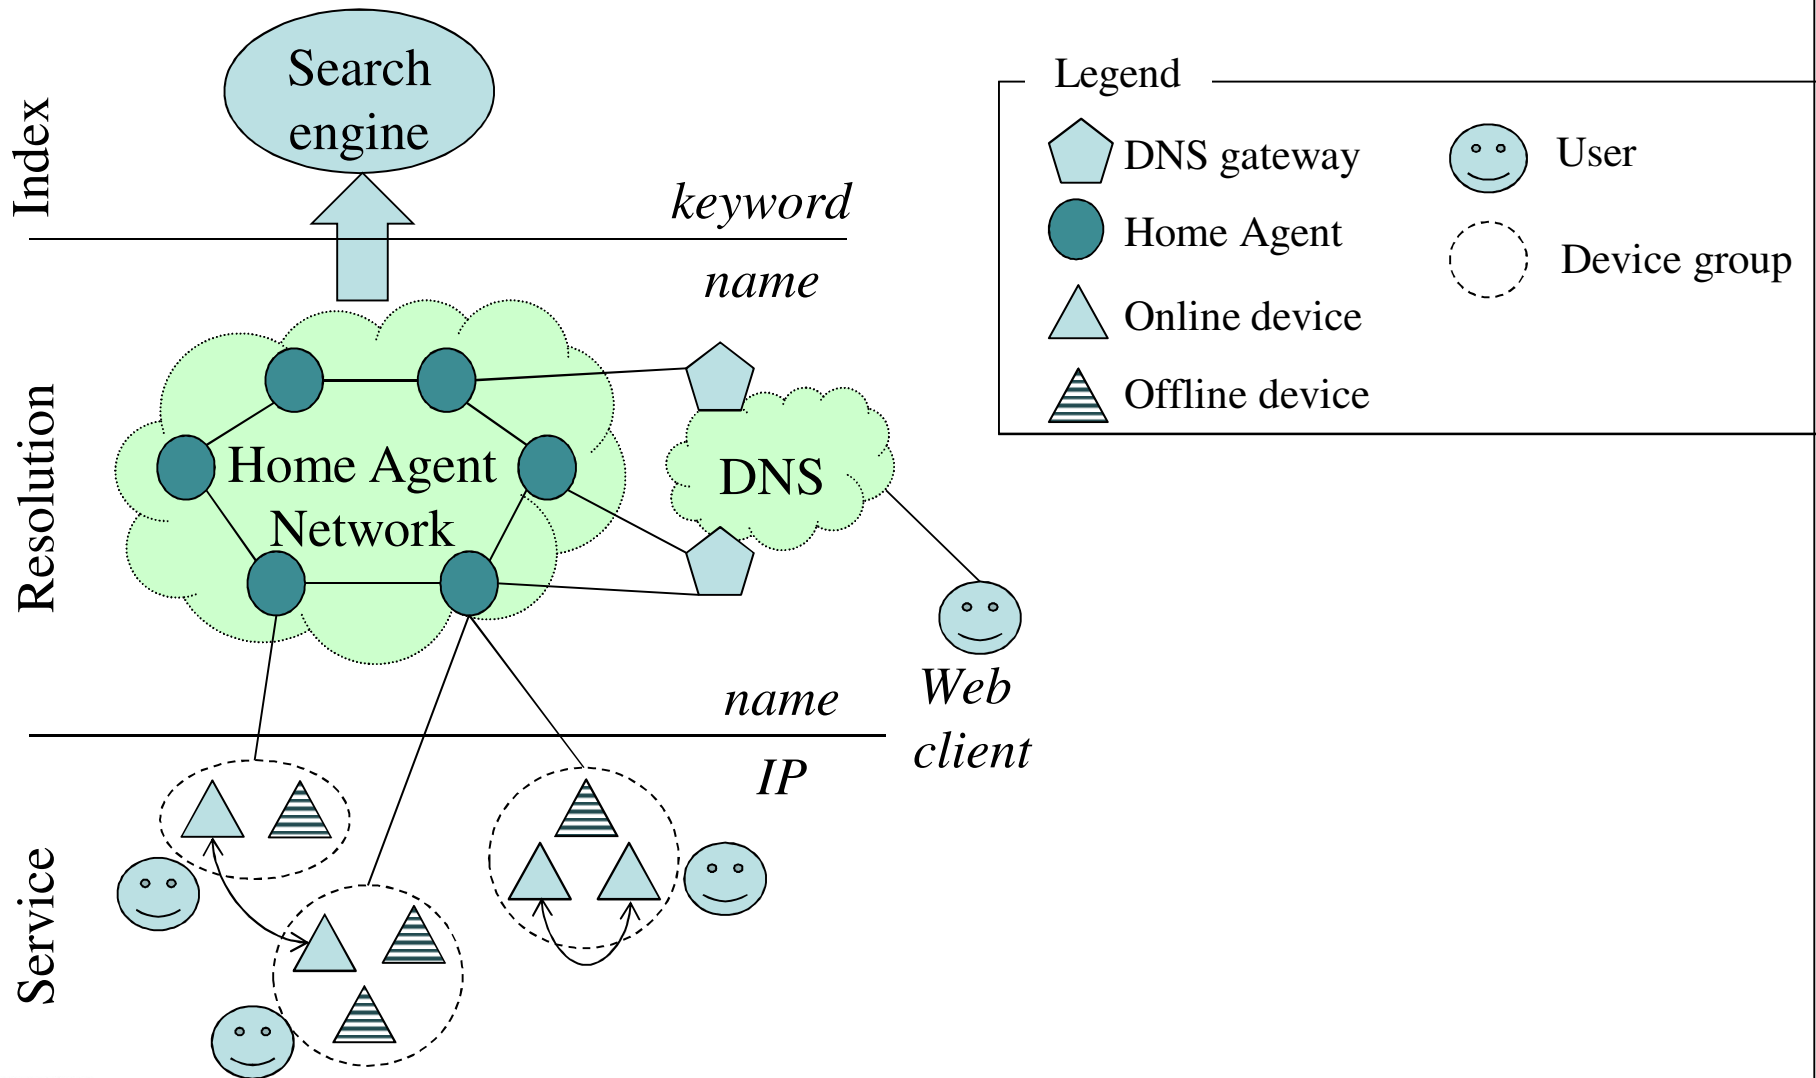 Search
engine
Index
keyword
name
Resolution
Home Agent
Network
DNS
Web
client
name
IP
Service
Legend
DNS gateway
Home Agent
Online device
Offline device
User
Device group